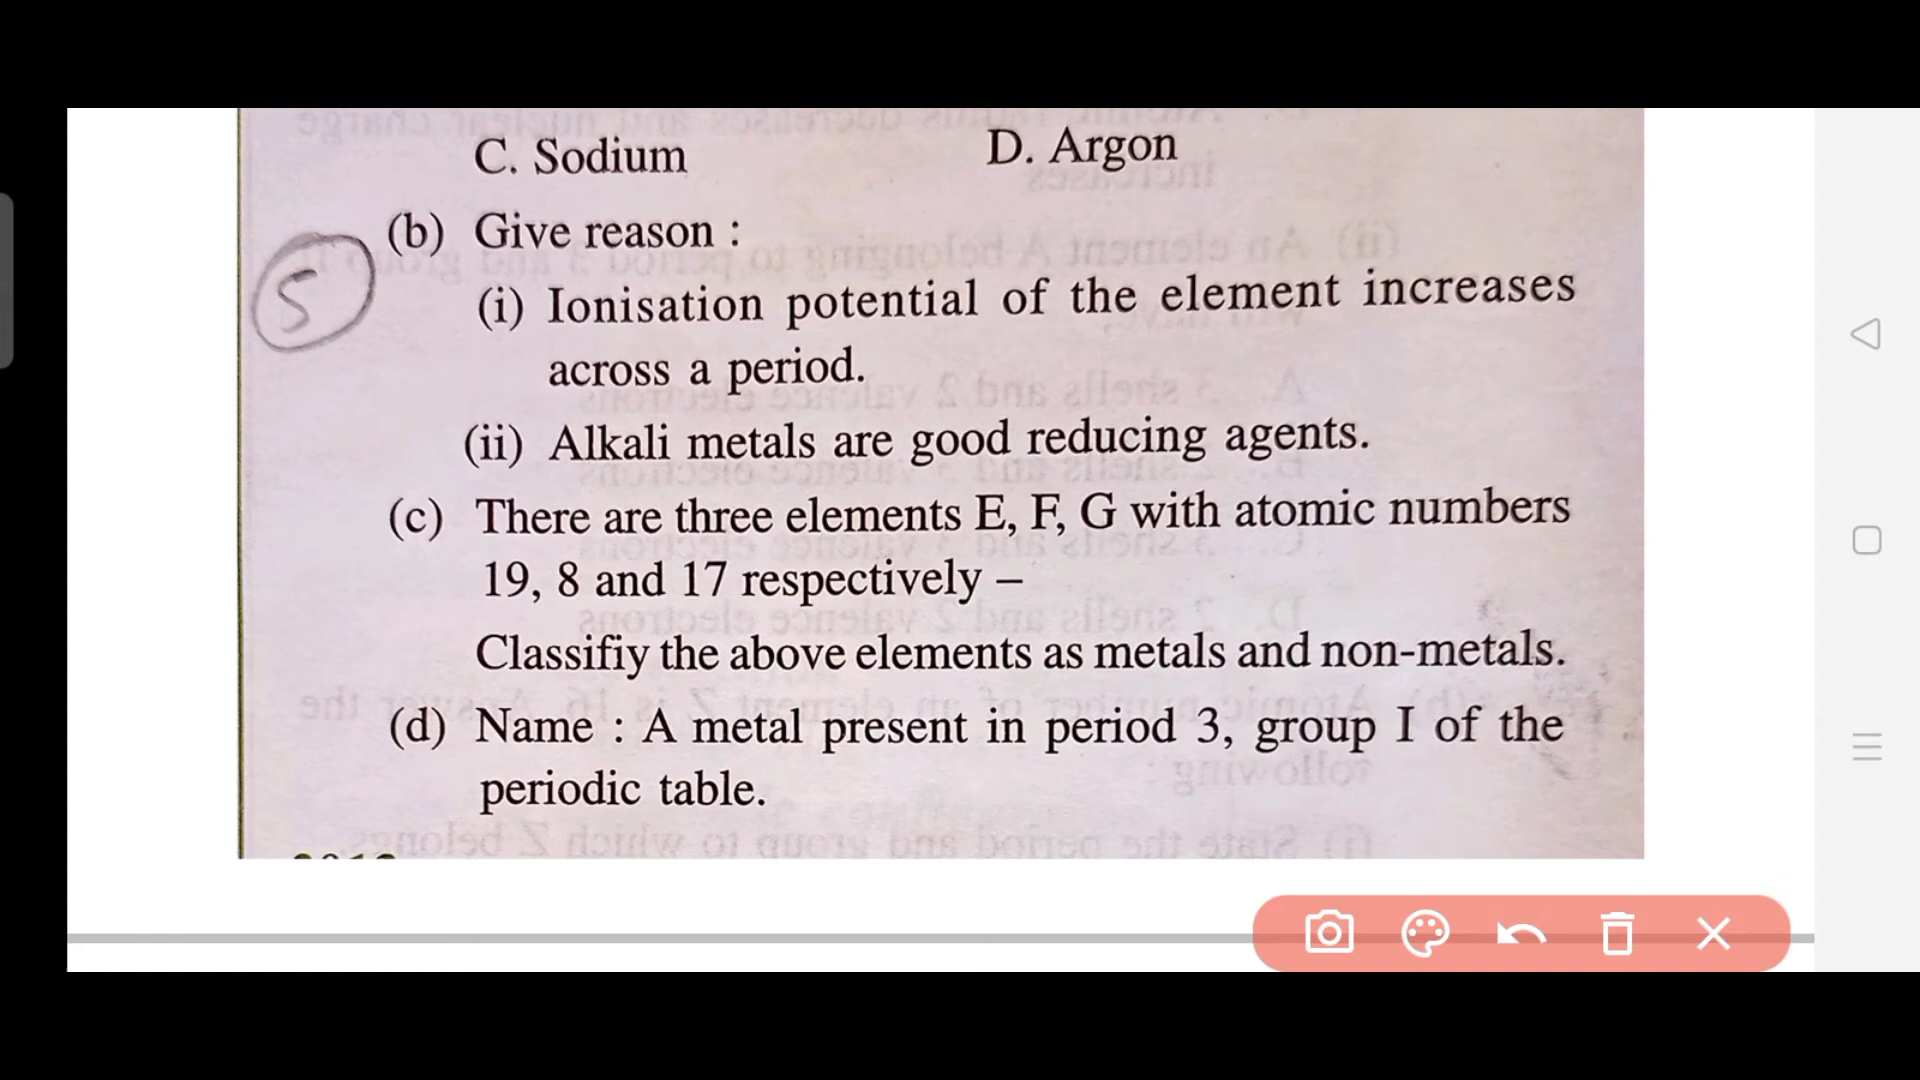 C. Sodium D. Argon
(b) Give reason :
5
(i) Ionisation potential of the element increases
across a period.
(ii) Alkali metals are good reducing agents.
(c) There are three elements E, F, G with atomic numbers
19, 8 and 17 respectively –
Classifiy the above elements as metals and non-metals.
(d) Name : A metal present in period 3, group I of the
periodic table.